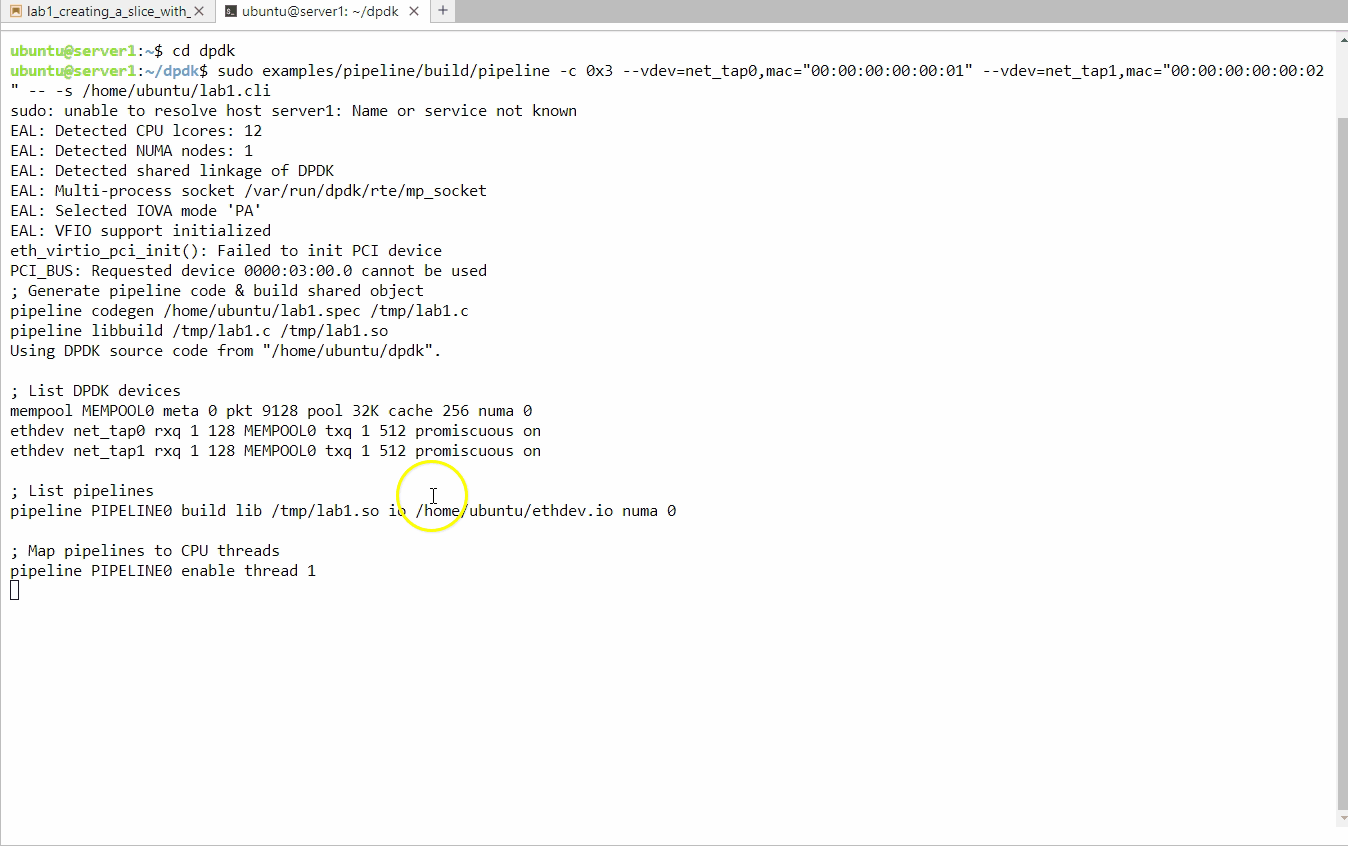 lab1_creating_a_slice_with_
ubuntu@server1: ~/dpdk
ubuntu@server1:~$ cd dpdk
ubuntu@server1:~/dpdk$ sudo examples/pipeline/build/pipeline -c 0x3 --vdev=net_tap0,mac="00:00:00:00:00:01" --vdev=net_tap1,mac="00:00:00:00:00:02
" -- -s /home/ubuntu/lab1.cli
sudo: unable to resolve host server1: Name or service not known
EAL: Detected CPU lcores: 12
EAL: Detected NUMA nodes: 1
EAL: Detected shared linkage of DPDK
EAL: Multi-process socket /var/run/dpdk/rte/mp_socket
EAL: Selected IOVA mode 'PA'
EAL: VFIO support initialized
eth_virtio_pci_init(): Failed to init PCI device
PCI_BUS: Requested device 0000:03:00.0 cannot be used
; Generate pipeline code & build shared object
pipeline codegen /home/ubuntu/lab1.spec /tmp/lab1.c
pipeline libbuild /tmp/lab1.c /tmp/lab1.so
Using DPDK source code from "/home/ubuntu/dpdk".
; List DPDK devices
mempool MEMPOOL0 meta 0 pkt 9128 pool 32K cache 256 numa 0
ethdev net_tap0 rxq 1 128 MEMPOOL0 txq 1 512 promiscuous on
ethdev net_tap1 rxq 1 128 MEMPOOL0 txq 1 512 promiscuous on
; List pipelines
pipeline PIPELINE0 build lib /tmp/lab1.so io /home/ubuntu/ethdev.io numa 0
; Map pipelines to CPU threads
pipeline PIPELINE0 enable thread 1